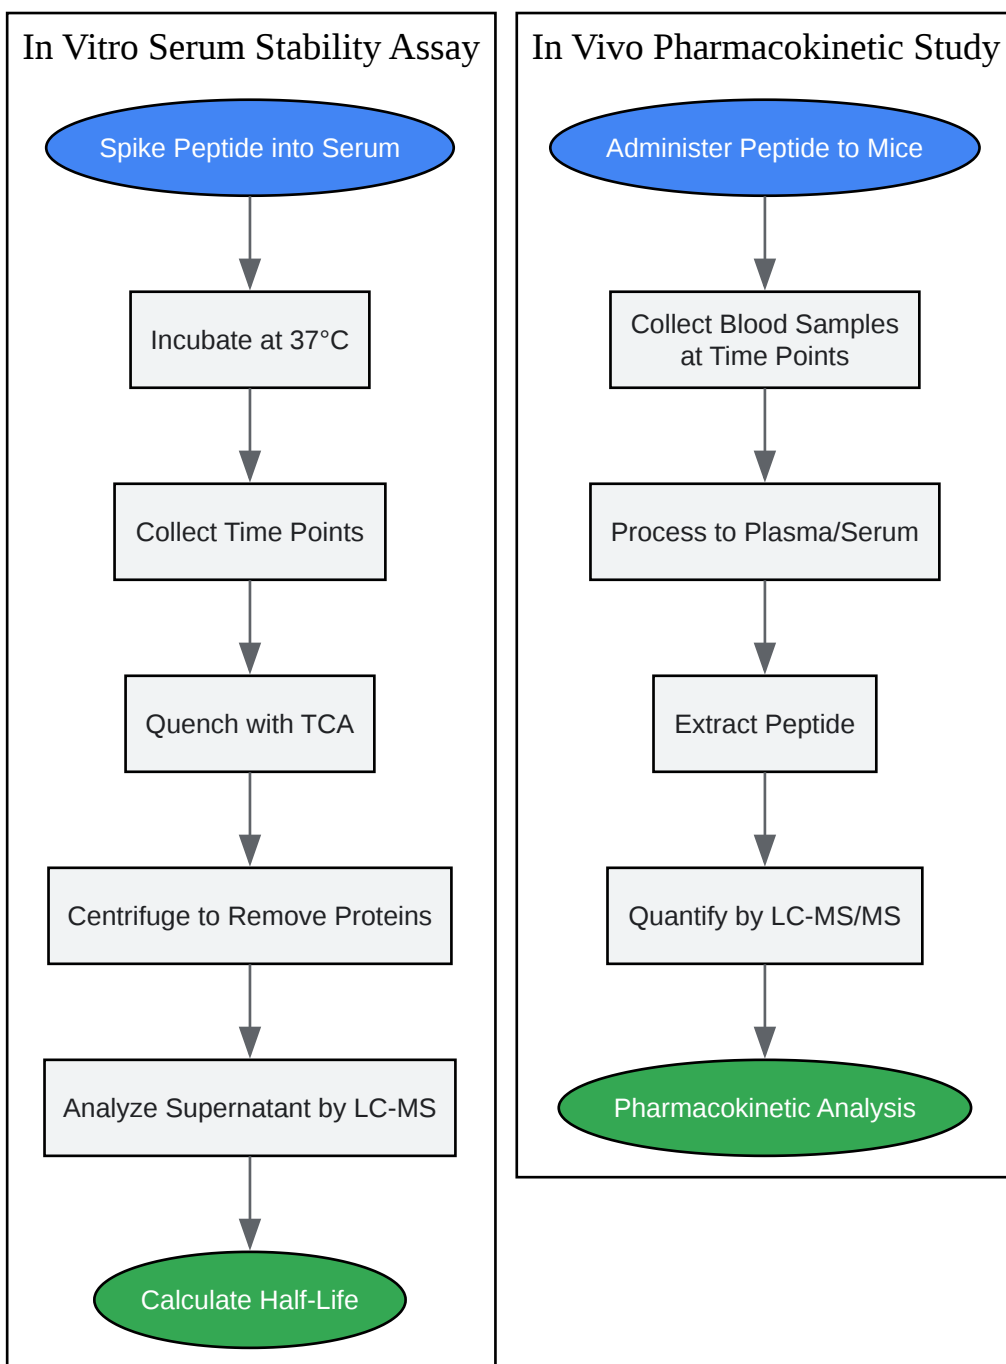 In Vitro Serum Stability Assay
Spike Peptide into Serum
Incubate at 37°C
Collect Time Points
Quench with TCA
Centrifuge to Remove Proteins
Analyze Supernatant by LC-MS
Calculate Half-Life
In Vivo Pharmacokinetic Study
Administer Peptide to Mice
Collect Blood Samples
at Time Points
Process to Plasma/Serum
Extract Peptide
Quantify by LC-MS/MS
Pharmacokinetic Analysis